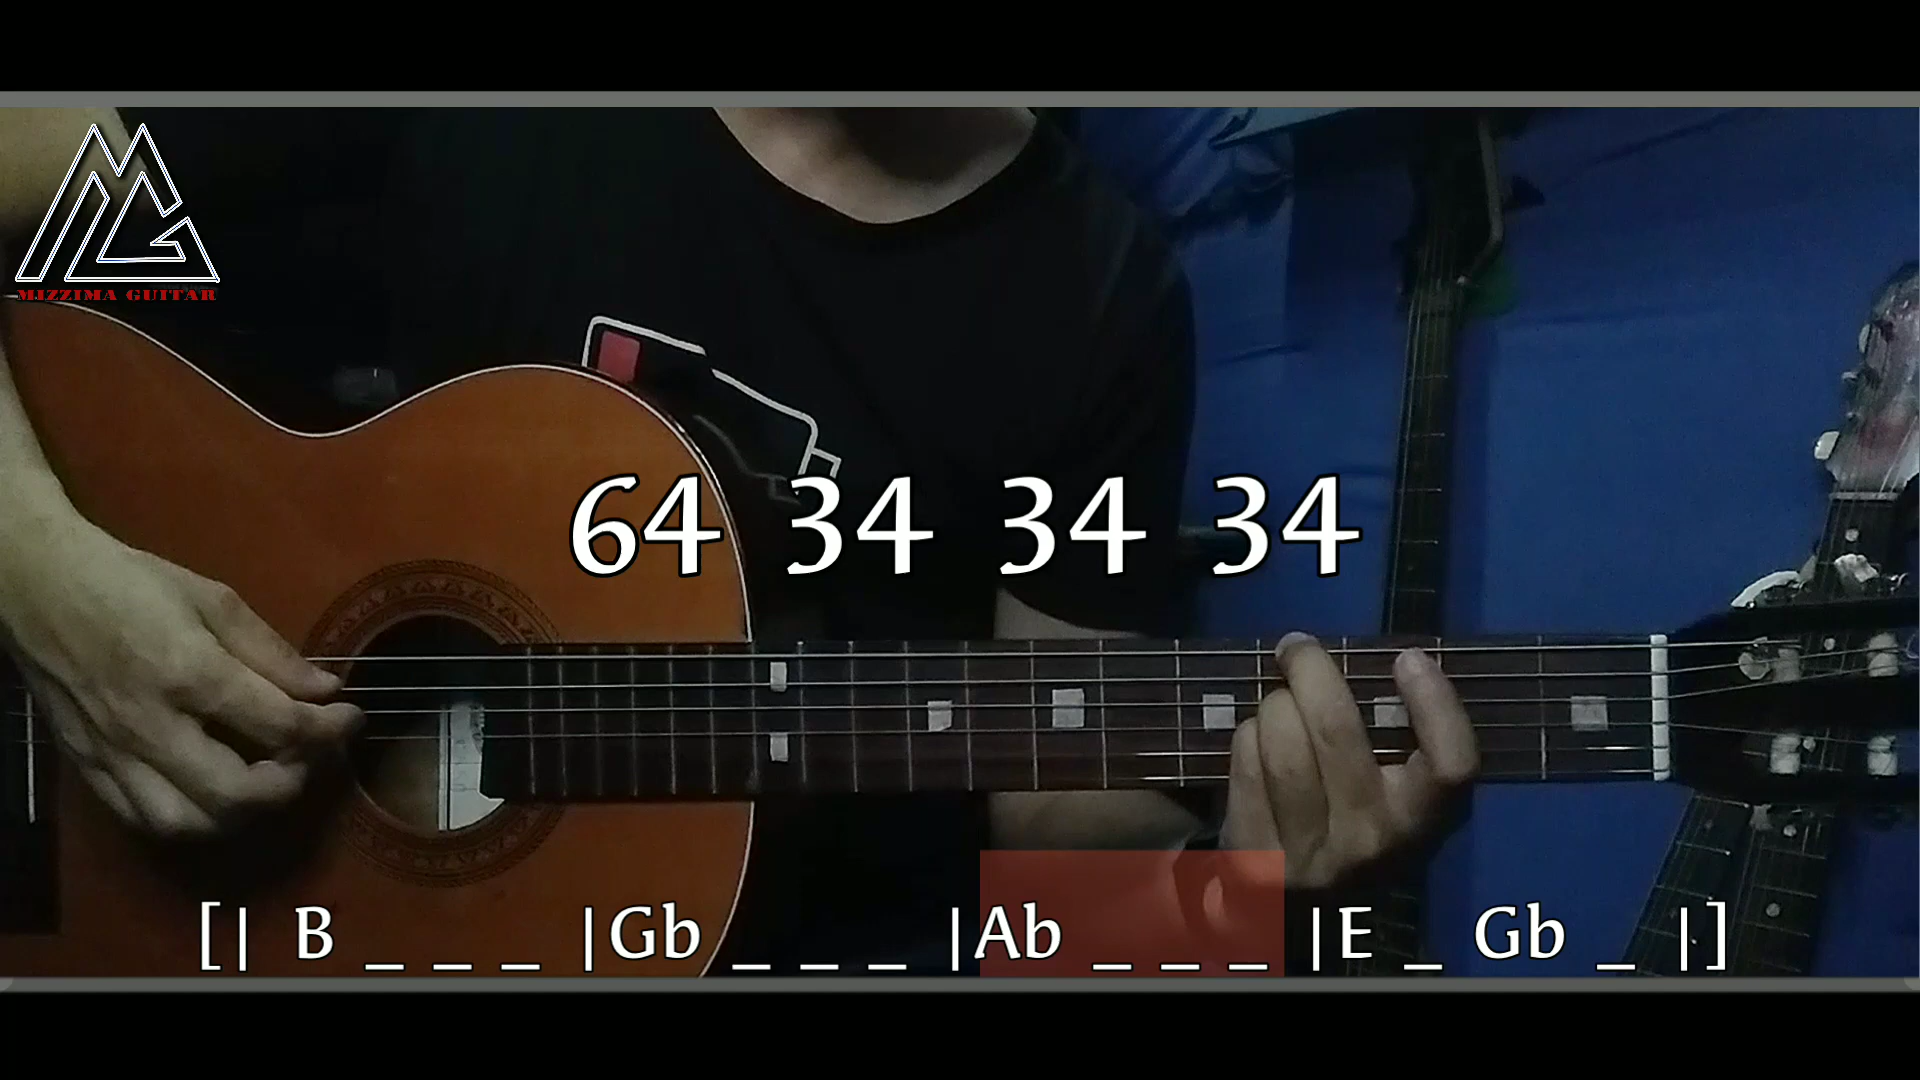 MIZZIMA GUITAR
64 34 34 34
[| B _ _ _ |Gb _ _ _ |Ab _ _ _ |E _ Gb _ |]